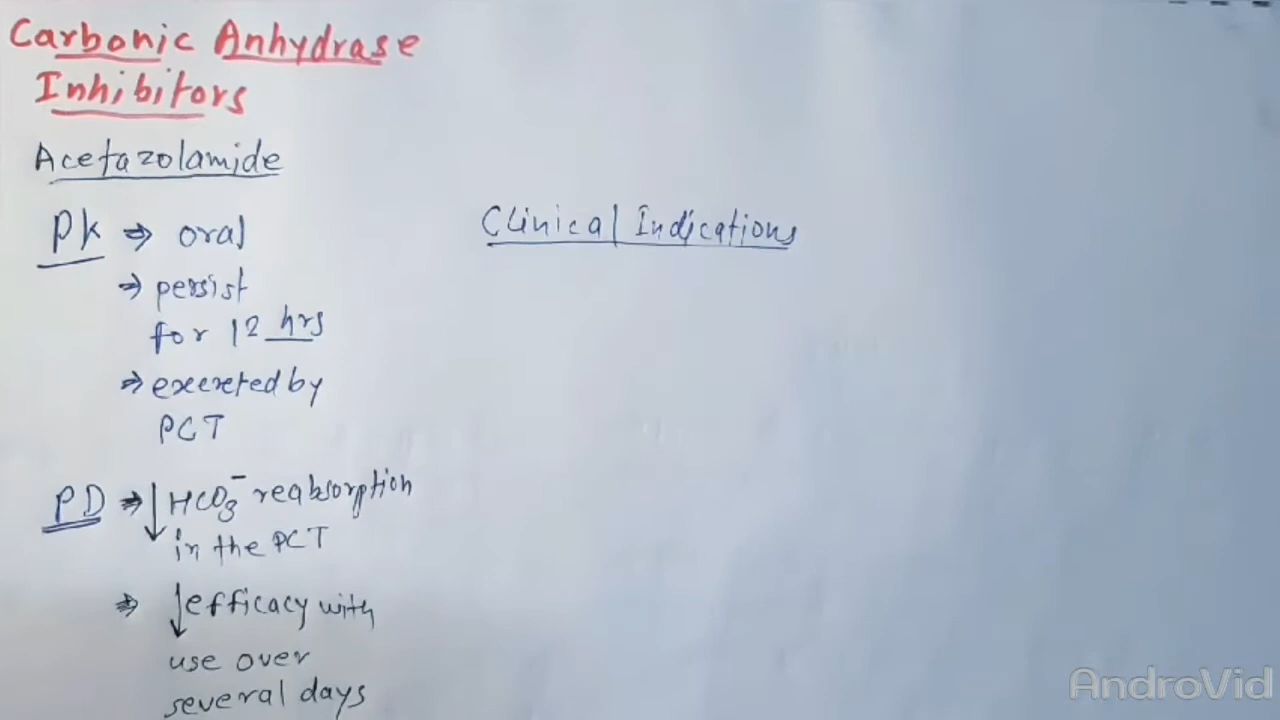 Carbonic Anhydrase
Inhibitors
Acetazolamide
PK ⇒ oral
⇒ persist
for 12 hrs
⇒ excreted by
PCT
PD ⇒ ↓ HCO3⁻ reabsorption
in the PCT
⇒ ↓ efficacy with
use over
several days
Clinical Indications
AndroVid